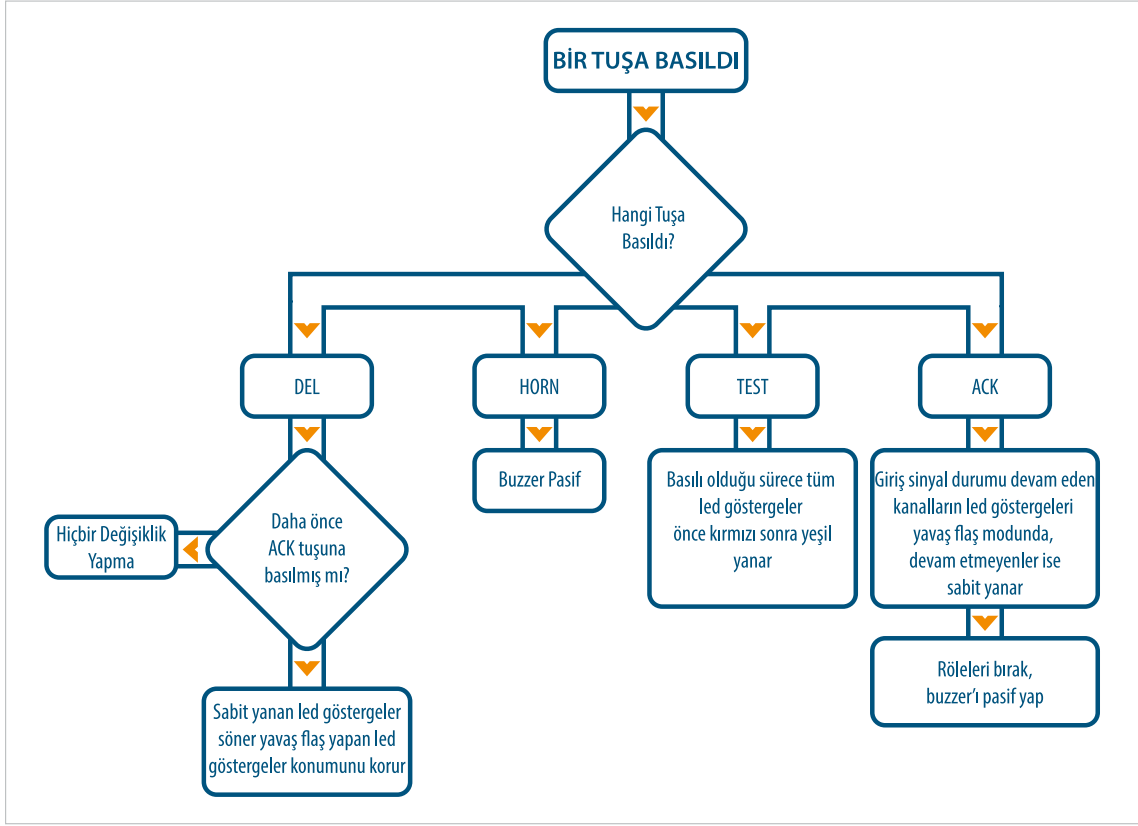 BİR TUŞA BASILDI
Hangi Tuşa
Basıldı?
DEL
HORN
TEST
ACK
Daha önce
ACK tuşuna
basılmış mı?
Hiçbir Değişiklik
Yapma
Sabit yanan led göstergeler
söner yavaş flaş yapan led
göstergeler konumunu korur
Buzzer Pasif
Basılı olduğu sürece tüm
led göstergeler
önce kırmızı sonra yeşil
yanar
Giriş sinyal durumu devam eden
kanalların led göstergeleri
yavaş flaş modunda,
devam etmeyenler ise
sabit yanar
Röleleri bırak,
buzzer'ı pasif yap